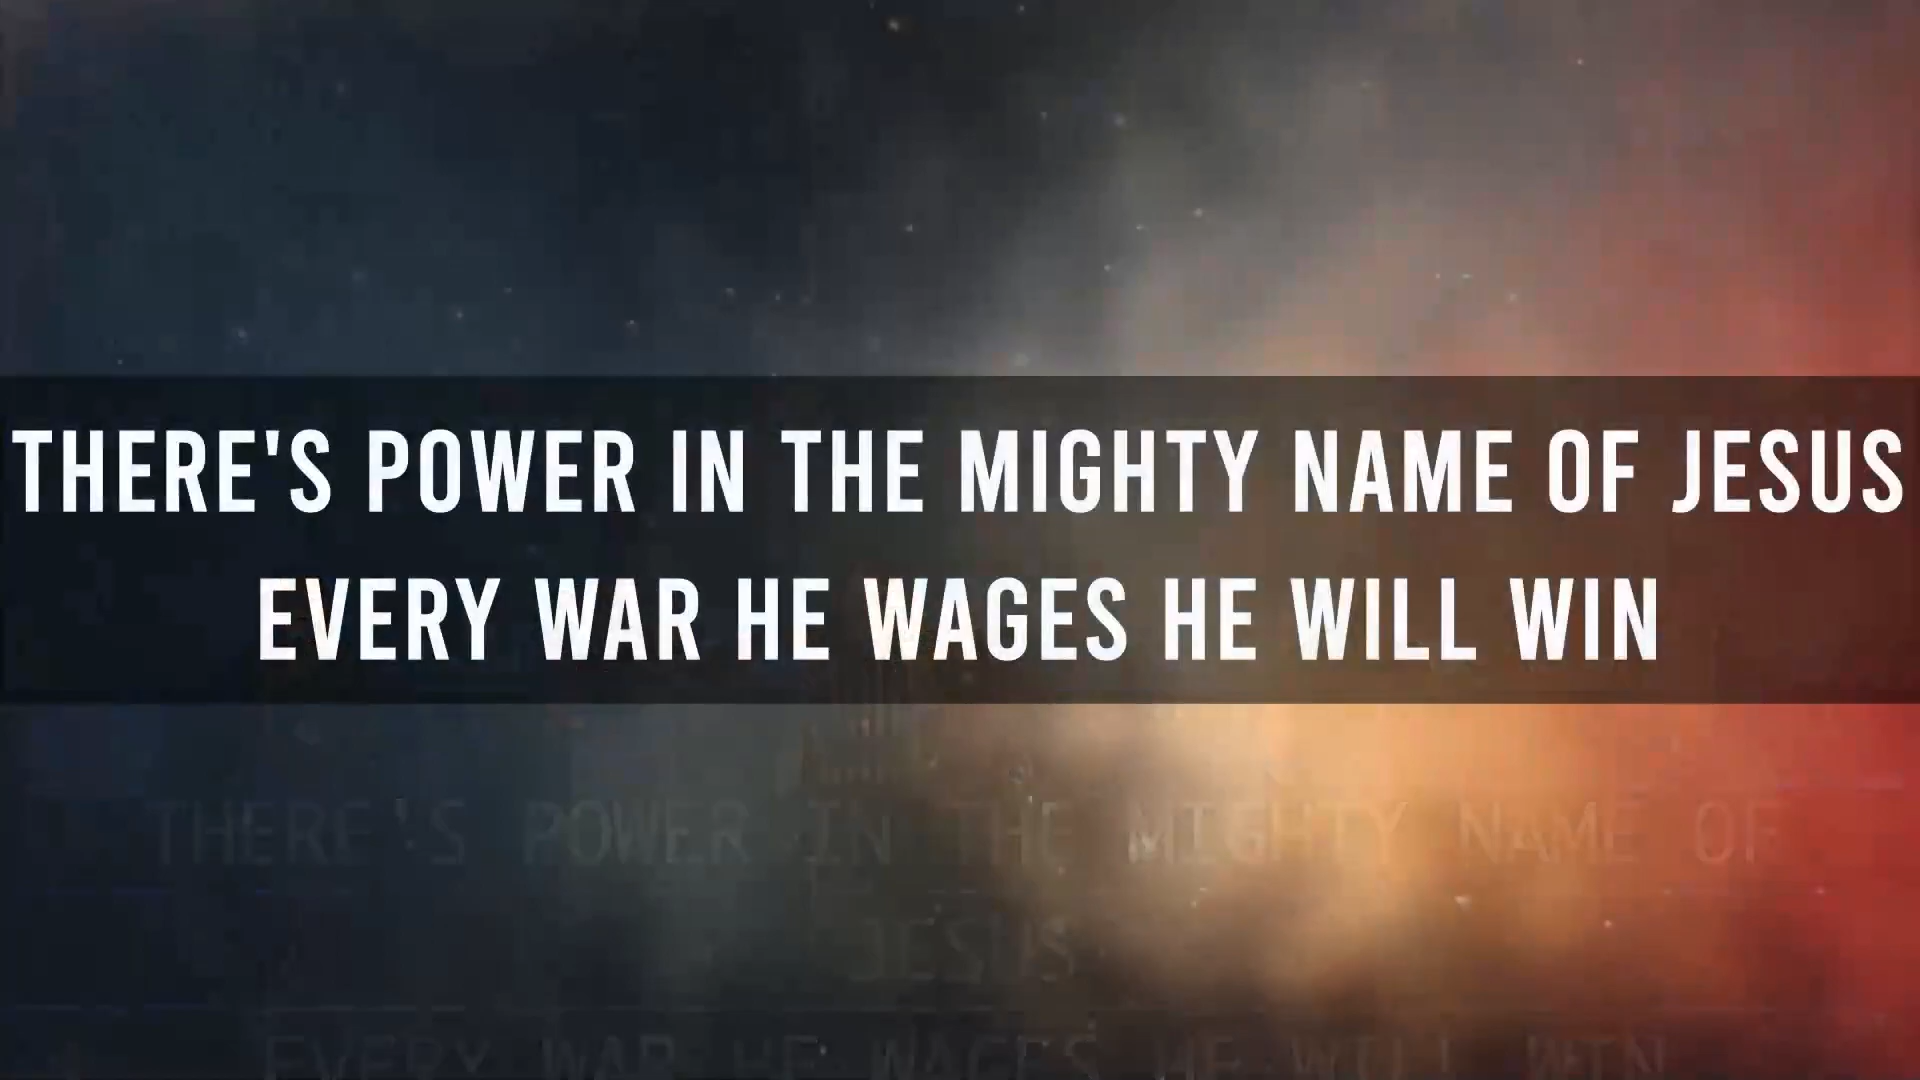 THERE'S POWER IN THE MIGHTY NAME OF JESUS
EVERY WAR HE WAGES HE WILL WIN
THERE'S POWER IN THE MIGHTY NAME OF
JESUS
EVERY WAR HE WAGES HE WILL WIN